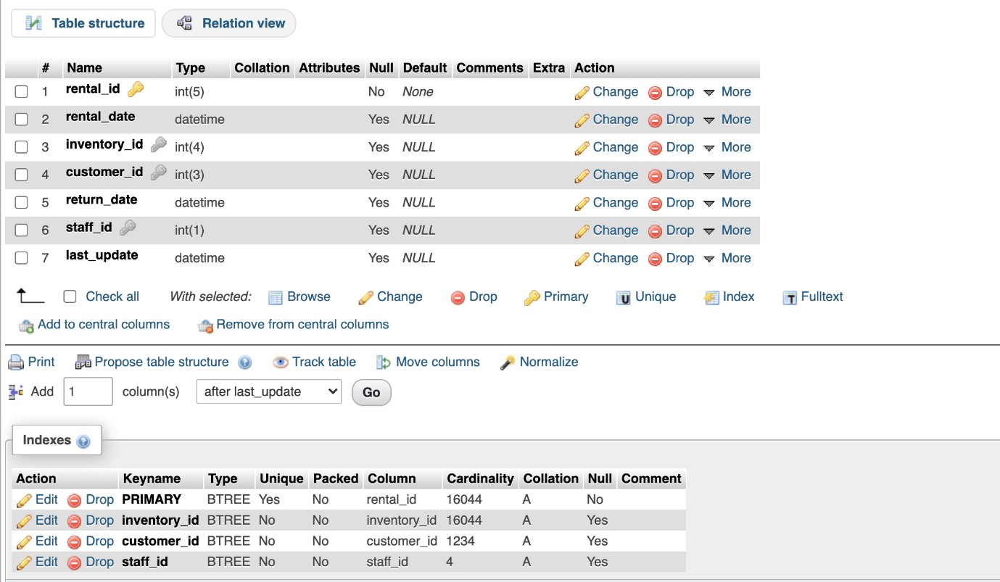 Table structure Relation view
# Name Type Collation Attributes Null Default Comments Extra Action
1 rental_id int(5) No None Change Drop More
2 rental_date datetime Yes NULL Change Drop More
3 inventory_id int(4) Yes NULL Change Drop More
4 customer_id int(3) Yes NULL Change Drop More
5 return_date datetime Yes NULL Change Drop More
6 staff_id int(1) Yes NULL Change Drop More
7 last_update datetime Yes NULL Change Drop More
Check all With selected: Browse Change Drop Primary Unique Index Fulltext
Add to central columns Remove from central columns
Print Propose table structure Track table Move columns Normalize
Add 1 column(s) after last_update Go
Indexes
Action Keyname Type Unique Packed Column Cardinality Collation Null Comment
Edit Drop PRIMARY BTREE Yes No rental_id 16044 A No
Edit Drop inventory_id BTREE No No inventory_id 16044 A Yes
Edit Drop customer_id BTREE No No customer_id 1234 A Yes
Edit Drop staff_id BTREE No No staff_id 4 A Yes